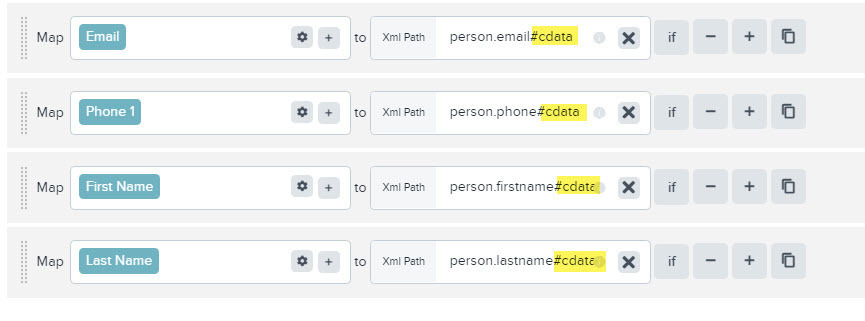 Map Email + to Xml Path person.email#cdata if − +
Map Phone 1 + to Xml Path person.phone#cdata if − +
Map First Name + to Xml Path person.firstname#cdata if − +
Map Last Name + to Xml Path person.lastname#cdata if − +